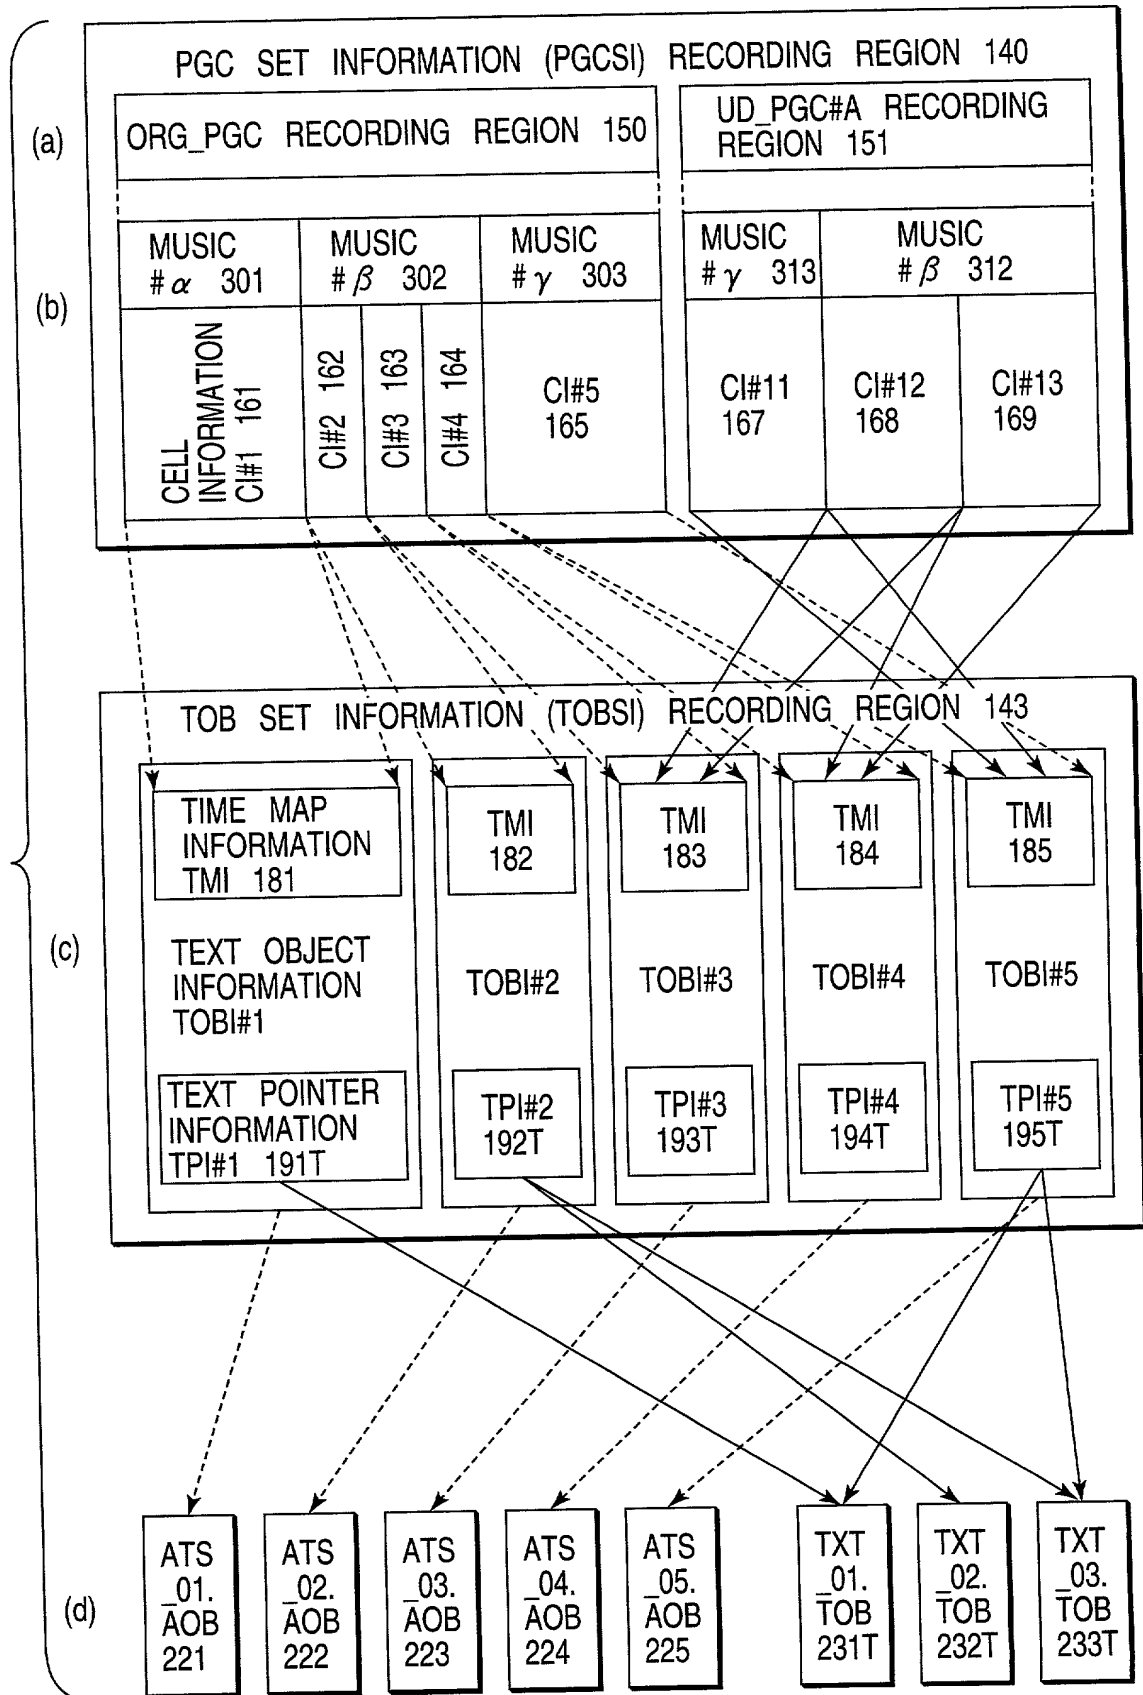 PGC SET INFORMATION (PGCSI) RECORDING REGION 140
(a)
ORG_PGC RECORDING REGION 150
UD_PGC#A RECORDING
REGION 151
(b)
MUSIC
#α 301
MUSIC
#β 302
MUSIC
#γ 303
MUSIC
#γ 313
MUSIC
#β 312
CELL
INFORMATION
CI#1 161
CI#2 162
CI#3 163
CI#4 164
CI#5
165
CI#11
167
CI#12
168
CI#13
169
TOB SET INFORMATION (TOBSI) RECORDING REGION 143
(c)
TIME MAP
INFORMATION
TMI 181
TEXT OBJECT
INFORMATION
TOBI#1
TEXT POINTER
INFORMATION
TPI#1 191T
TMI
182
TOBI#2
TPI#2
192T
TMI
183
TOBI#3
TPI#3
193T
TMI
184
TOBI#4
TPI#4
194T
TMI
185
TOBI#5
TPI#5
195T
(d)
ATS
_01.
AOB
221
ATS
_02.
AOB
222
ATS
_03.
AOB
223
ATS
_04.
AOB
224
ATS
_05.
AOB
225
TXT
_01.
TOB
231T
TXT
_02.
TOB
232T
TXT
_03.
TOB
233T